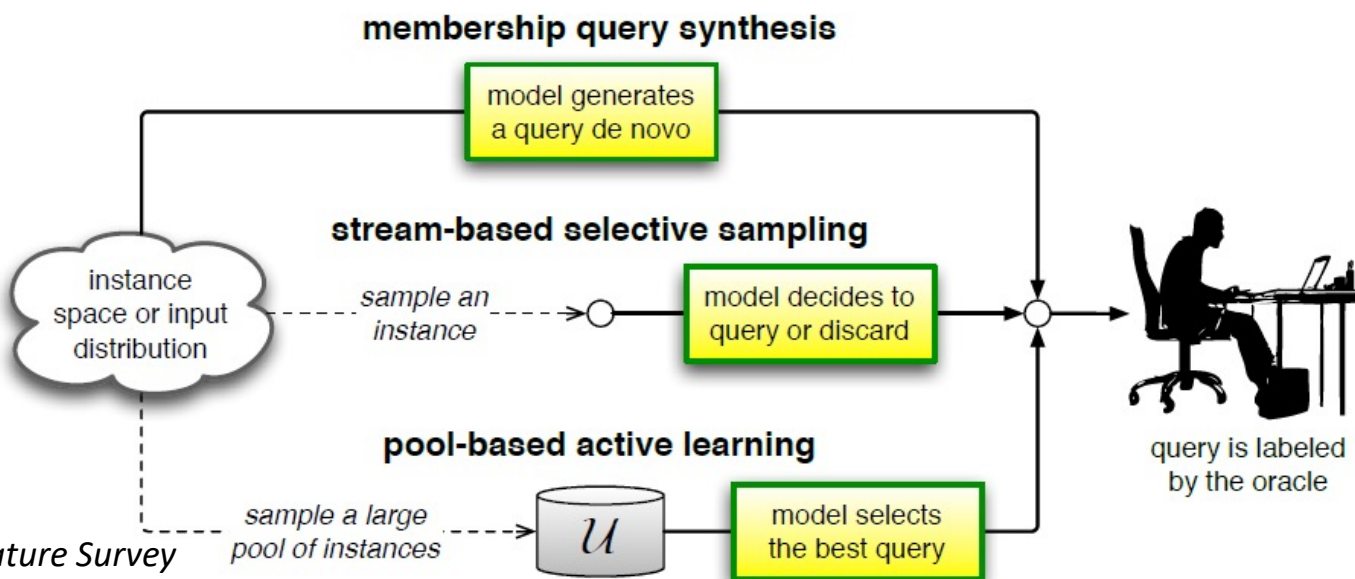 membership query synthesis
model generates
a query de novo
stream-based selective sampling
instance
space or input
distribution
sample an
instance
model decides to
query or discard
pool-based active learning
sample a large
pool of instances
U
model selects
the best query
query is labeled
by the oracle
ature Survey